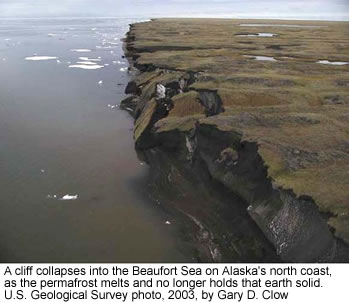 A cliff collapses into the Beaufort Sea on Alaska's north coast,
as the permafrost melts and no longer holds that earth solid.
U.S. Geological Survey photo, 2003, by Gary D. Clow